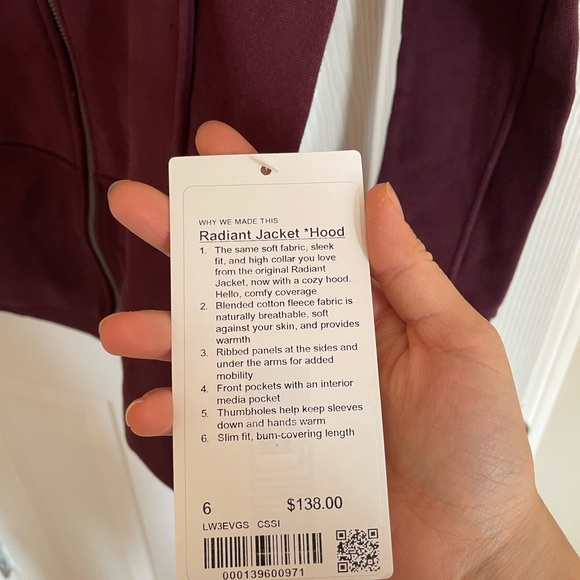 WHY WE MADE THIS
Radiant Jacket *Hood
1. The same soft fabric, sleek
fit, and high collar you love
from the original Radiant
Jacket, now with a cozy hood.
Hello, comfy coverage
2. Blended cotton fleece fabric is
naturally breathable, soft
against your skin, and provides
warmth
3. Ribbed panels at the sides and
under the arms for added
mobility
4. Front pockets with an interior
media pocket
5. Thumbholes help keep sleeves
down and hands warm
6. Slim fit, bum-covering length
6 $138.00
LW3EVGS CSSI
000139600971